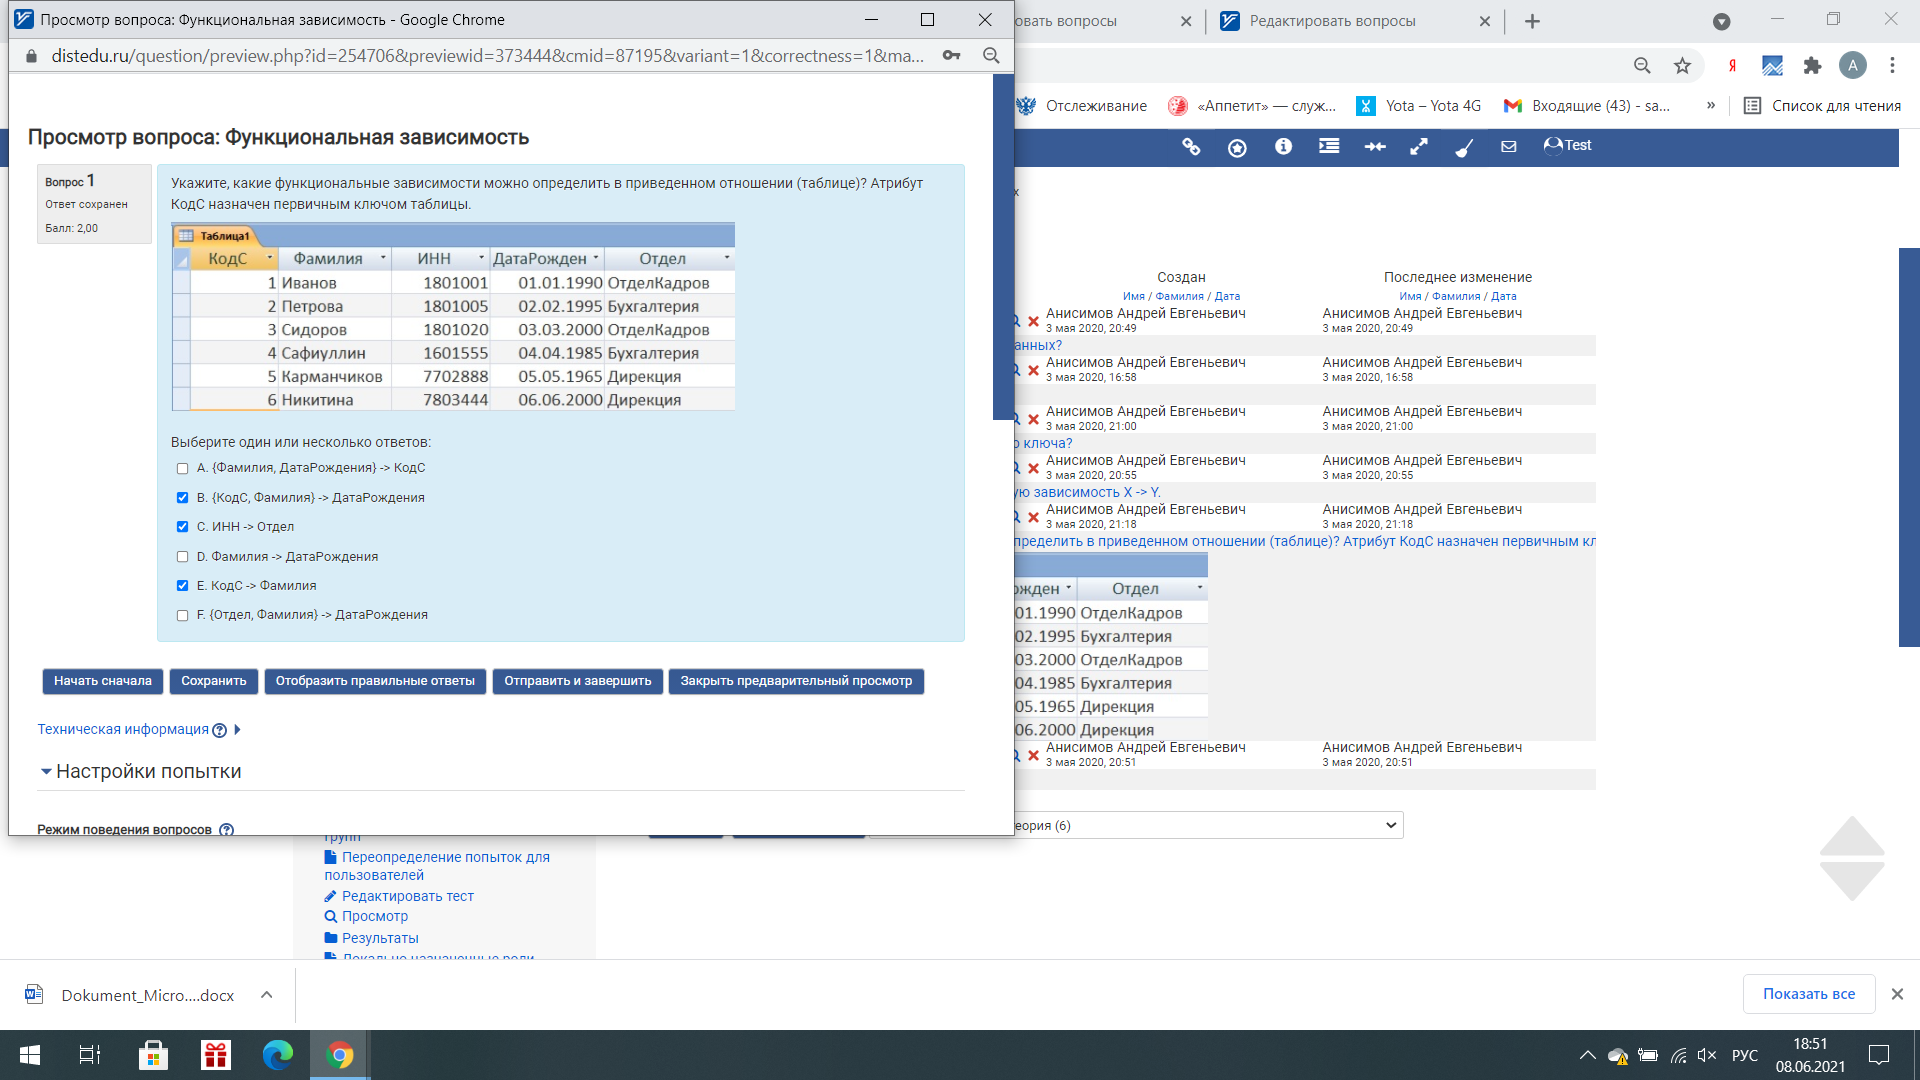 Просмотр вопроса: Функциональная зависимость - Google Chrome
distedu.ru/question/preview.php?id=254706&previewid=373444&cmid=87195&variant=1&correctness=1&ma...
Просмотр вопроса: Функциональная зависимость
Вопрос 1
Ответ сохранен
Балл: 2,00
Укажите, какие функциональные зависимости можно определить в приведенном отношении (таблице)? Атрибут
КодС назначен первичным ключом таблицы.
Таблица1
КодС Фамилия ИНН ДатаРожден Отдел
1 Иванов 1801001 01.01.1990 ОтделКадров
2 Петрова 1801005 02.02.1995 Бухгалтерия
3 Сидоров 1801020 03.03.2000 ОтделКадров
4 Сафиуллин 1601555 04.04.1985 Бухгалтерия
5 Карманчиков 7702888 05.05.1965 Дирекция
6 Никитина 7803444 06.06.2000 Дирекция
Выберите один или несколько ответов:
A. {Фамилия, ДатаРождения} -> КодС
B. {КодС, Фамилия} -> ДатаРождения
C. ИНН -> Отдел
D. Фамилия -> ДатаРождения
E. КодС -> Фамилия
F. {Отдел, Фамилия} -> ДатаРождения
Начать сначала Сохранить Отобразить правильные ответы Отправить и завершить Закрыть предварительный просмотр
Техническая информация
Настройки попытки
Режим поведения вопросов
овать вопросы Редактировать вопросы
Я А
Отслеживание «Аппетит» — служ... Yota – Yota 4G Входящие (43) - sa... » Список для чтения
Test
х
Создан Последнее изменение
Имя / Фамилия / Дата Имя / Фамилия / Дата
Анисимов Андрей Евгеньевич Анисимов Андрей Евгеньевич
3 мая 2020, 20:49 3 мая 2020, 20:49
анных?
Анисимов Андрей Евгеньевич Анисимов Андрей Евгеньевич
3 мая 2020, 16:58 3 мая 2020, 16:58
Анисимов Андрей Евгеньевич Анисимов Андрей Евгеньевич
3 мая 2020, 21:00 3 мая 2020, 21:00
о ключа?
Анисимов Андрей Евгеньевич Анисимов Андрей Евгеньевич
3 мая 2020, 20:55 3 мая 2020, 20:55
ую зависимость X -> Y.
Анисимов Андрей Евгеньевич Анисимов Андрей Евгеньевич
3 мая 2020, 21:18 3 мая 2020, 21:18
пределить в приведенном отношении (таблице)? Атрибут КодС назначен первичным кл
ожден Отдел
01.1990 ОтделКадров
02.1995 Бухгалтерия
03.2000 ОтделКадров
04.1985 Бухгалтерия
05.1965 Дирекция
06.2000 Дирекция
Анисимов Андрей Евгеньевич Анисимов Андрей Евгеньевич
3 мая 2020, 20:51 3 мая 2020, 20:51
еория (6)
групп
Переопределение попыток для
пользователей
Редактировать тест
Просмотр
Результаты
Локально назначенные роли
Dokument_Micro....docx Показать все
РУС
18:51
08.06.2021